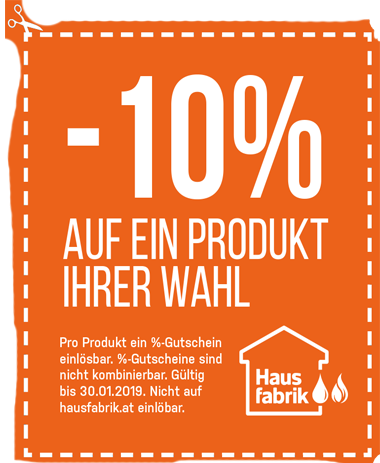 -10%
AUF EIN PRODUKT
IHRER WAHL
Pro Produkt ein %-Gutschein
einlösbar. %-Gutscheine sind
nicht kombinierbar. Gültig
bis 30.01.2019. Nicht auf
hausfabrik.at einlöbar.
Haus
fabrik